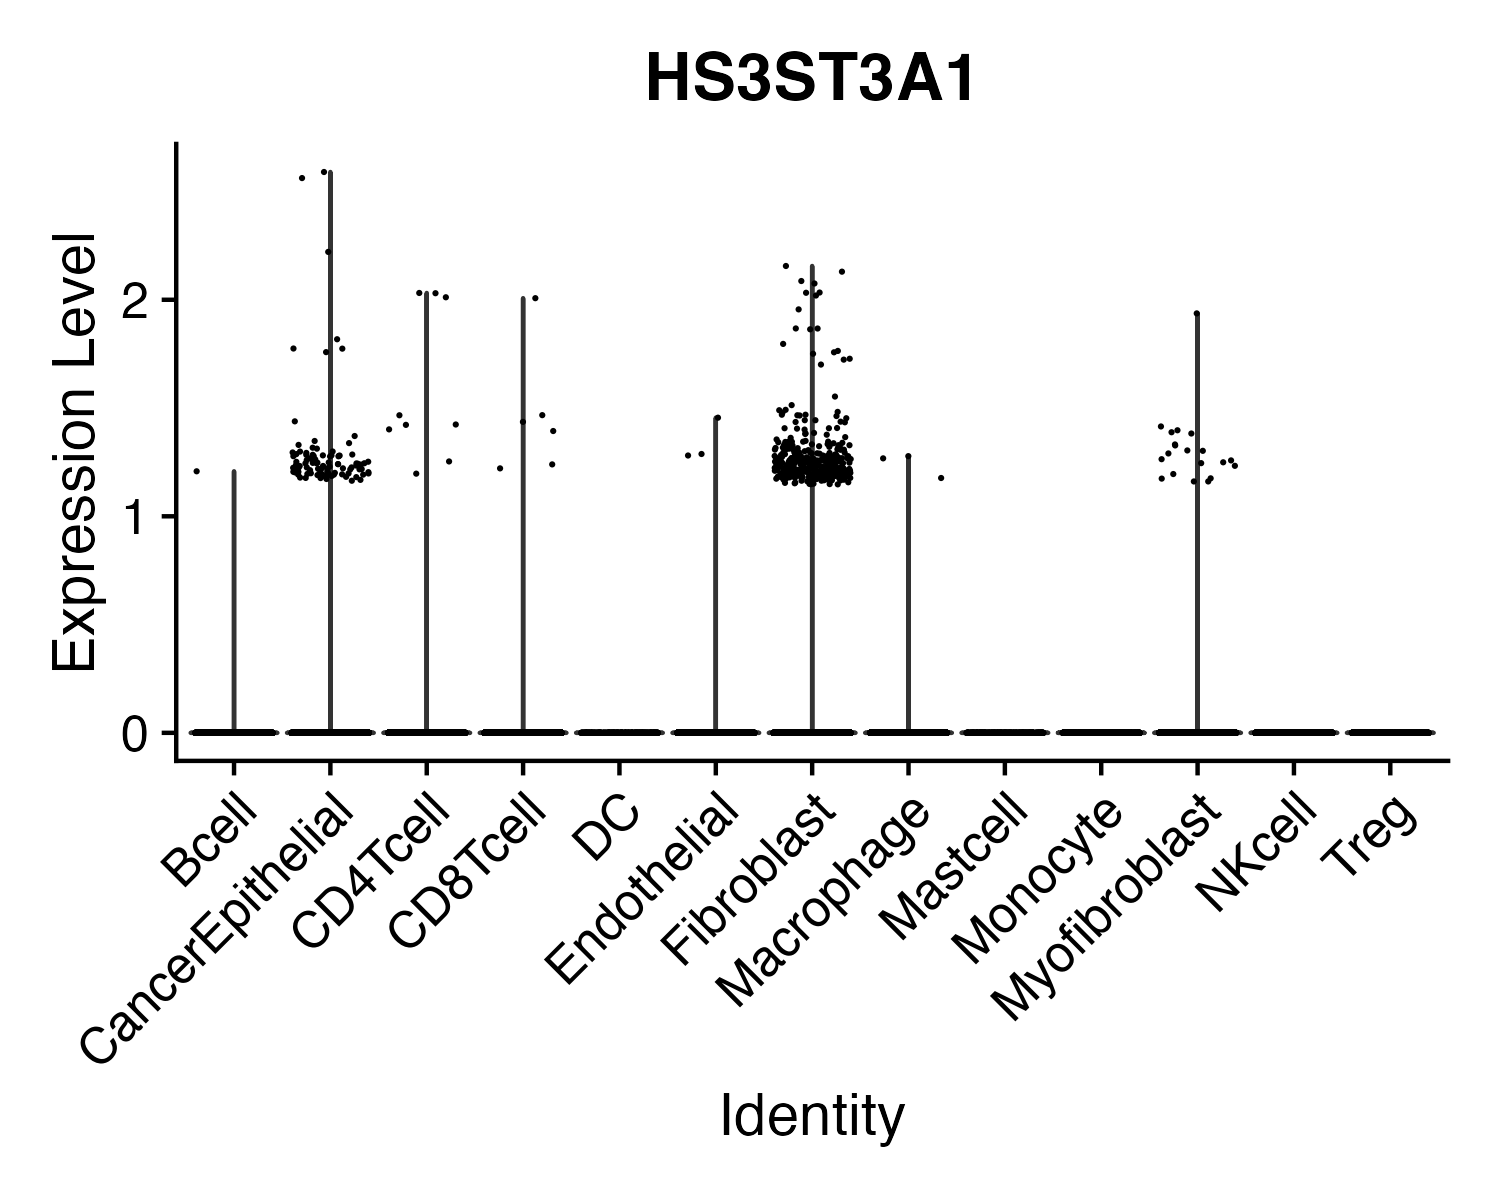 HS3ST3A1
Expression Level
2
1
0
Bcell
CancerEpithelial
CD4Tcell
CD8Tcell
DC
Endothelial
Fibroblast
Macrophage
Mastcell
Monocyte
Myofibroblast
NKcell
Treg
Identity